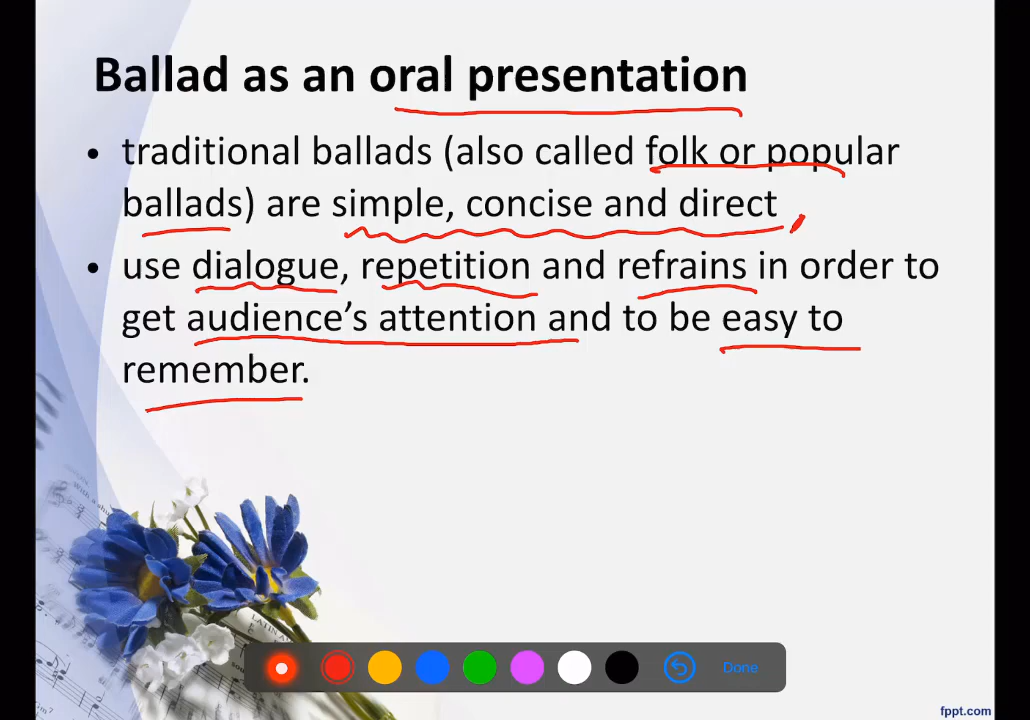 Ballad as an oral presentation
• traditional ballads (also called folk or popular
ballads) are simple, concise and direct
• use dialogue, repetition and refrains in order to
get audience's attention and to be easy to
remember.
With a
LATIN
Done
fppt.com